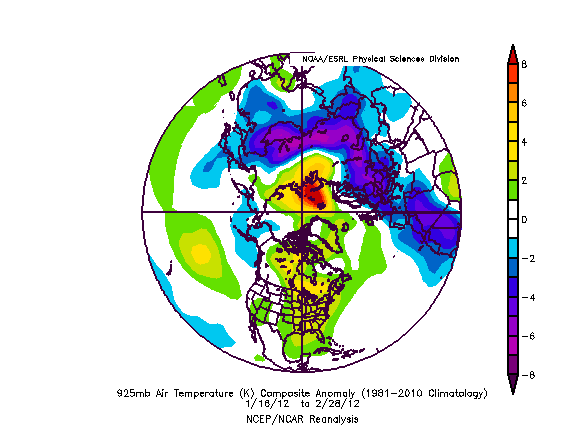 NOAA/ESRL Physical Sciences Division
8
6
4
2
0
-2
-4
-6
-8
925mb Air Temperature (K) Composite Anomaly (1981-2010 Climatology)
1/16/12 to 2/28/12
NCEP/NCAR Reanalysis